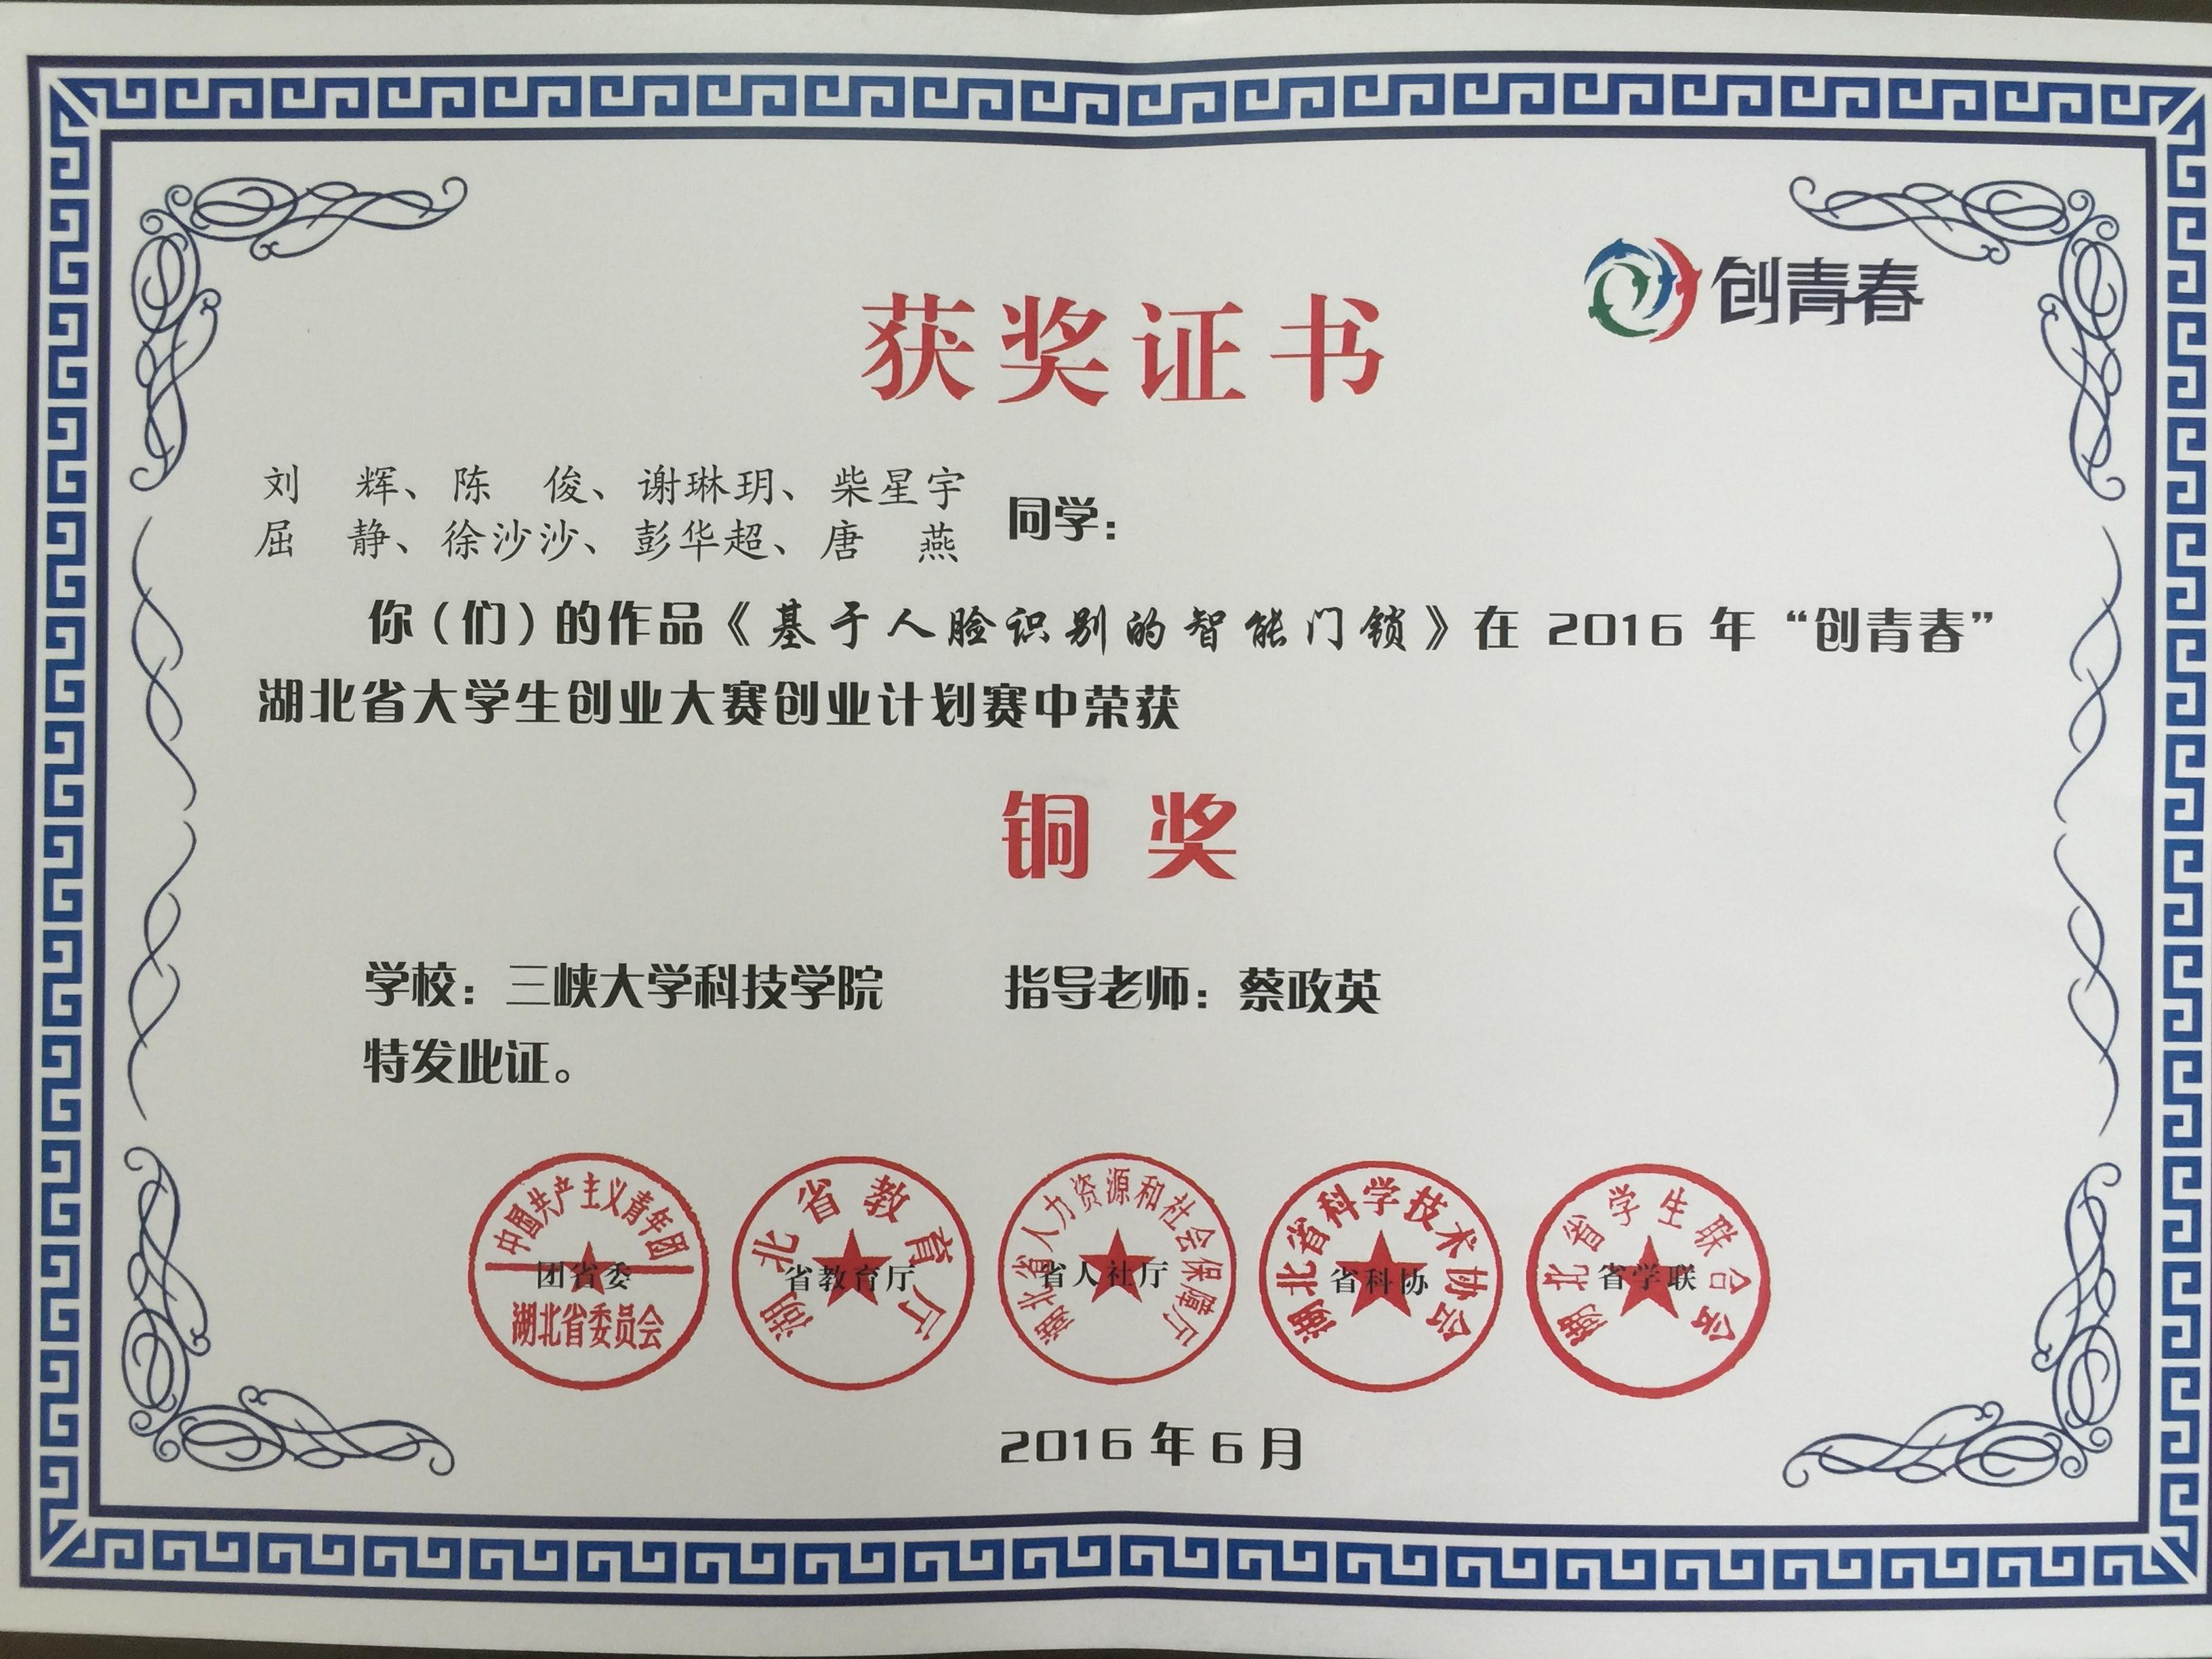 创青春
获奖证书
刘　辉、陈　俊、谢琳玥、柴星宇
屈　静、徐沙沙、彭华超、唐　燕
同学：
你（们）的作品《基于人脸识别的智能门锁》在 2016 年“创青春”
湖北省大学生创业大赛创业计划赛中荣获
铜 奖
学校：三峡大学科技学院　指导老师：蔡政英
特发此证。
中国共产主义青年团
团省委
湖北省委员会
湖北省教育厅
省教育厅
湖北省人力资源和社会保障厅
省人社厅
湖北省科学技术协会
省科协
湖北省学生联合会
省学联
2016 年 6 月